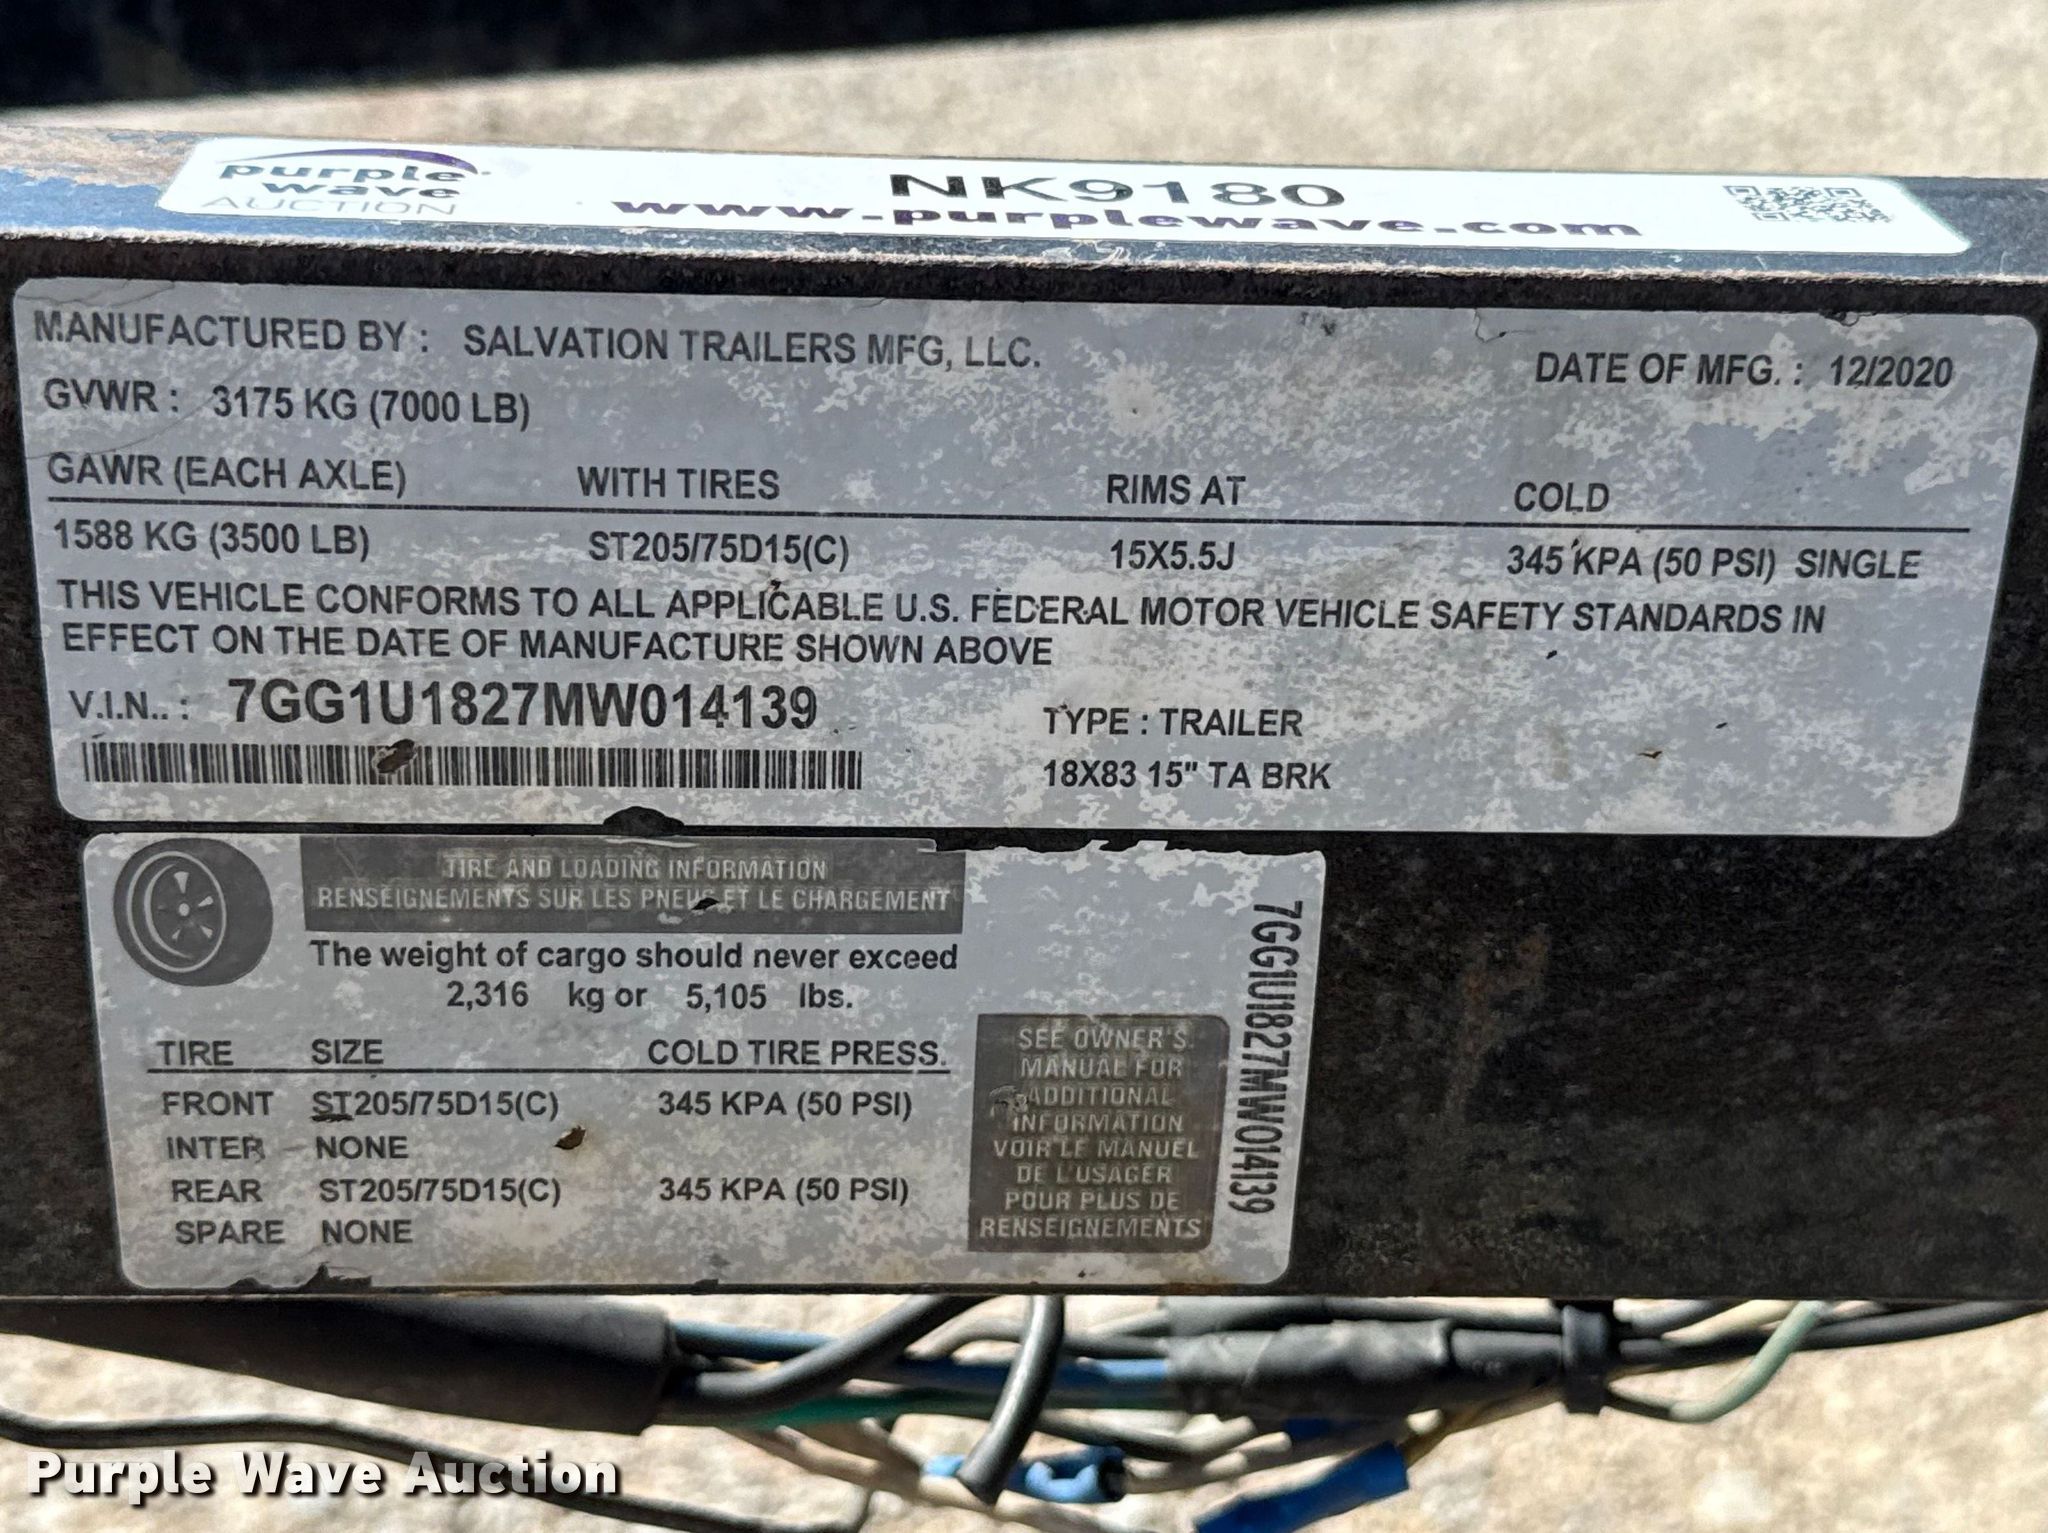 purple
wave
AUCTION
NK9180
www.purplewave.com
MANUFACTURED BY : SALVATION TRAILERS MFG, LLC.
DATE OF MFG. : 12/2020
GVWR : 3175 KG (7000 LB)
GAWR (EACH AXLE) WITH TIRES RIMS AT COLD
1588 KG (3500 LB) ST205/75D15(C) 15X5.5J 345 KPA (50 PSI) SINGLE
THIS VEHICLE CONFORMS TO ALL APPLICABLE U.S. FEDERAL MOTOR VEHICLE SAFETY STANDARDS IN
EFFECT ON THE DATE OF MANUFACTURE SHOWN ABOVE
V.I.N.. : 7GG1U1827MW014139
TYPE : TRAILER
18X83 15" TA BRK
TIRE AND LOADING INFORMATION
RENSEIGNEMENTS SUR LES PNEUS ET LE CHARGEMENT
The weight of cargo should never exceed
2,316 kg or 5,105 lbs.
TIRE SIZE COLD TIRE PRESS.
FRONT ST205/75D15(C) 345 KPA (50 PSI)
INTER NONE
REAR ST205/75D15(C) 345 KPA (50 PSI)
SPARE NONE
SEE OWNER'S
MANUAL FOR
ADDITIONAL
INFORMATION
VOIR LE MANUEL
DE L'USAGER
POUR PLUS DE
RENSEIGNEMENTS
7GG1U1827MW014139
Purple Wave Auction